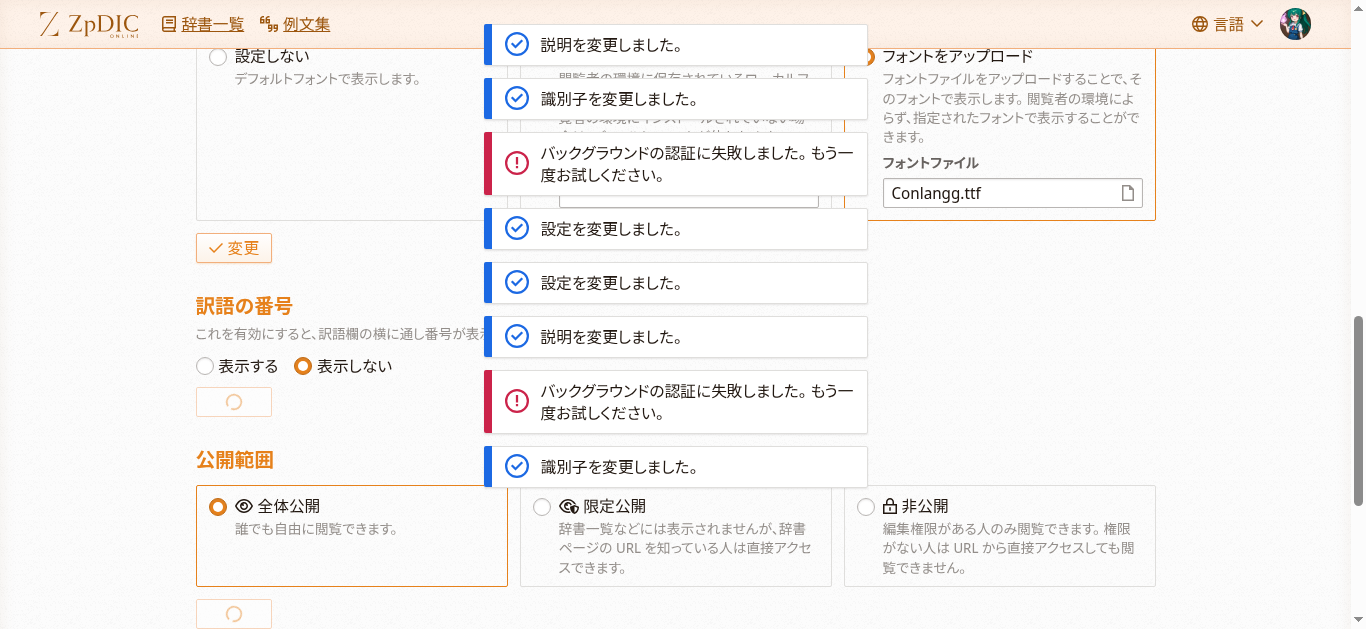 ZpDIC
ONLINE
辞書一覧
例文集
言語
説明を変更しました。
識別子を変更しました。
バックグラウンドの認証に失敗しました。もう一
度お試しください。
設定を変更しました。
設定を変更しました。
説明を変更しました。
バックグラウンドの認証に失敗しました。もう一
度お試しください。
識別子を変更しました。
設定しない
デフォルトフォントで表示します。
フォントをアップロード
フォントファイルをアップロードすることで、そ
のフォントで表示します。閲覧者の環境によ
らず、指定されたフォントで表示することがで
きます。
フォントファイル
Conlangg.ttf
変更
訳語の番号
これを有効にすると、訳語欄の横に通し番号が表
表示する
表示しない
公開範囲
全体公開
誰でも自由に閲覧できます。
限定公開
辞書一覧などには表示されませんが、辞書
ページの URL を知っている人は直接アクセ
スできます。
非公開
編集権限がある人のみ閲覧できます。権限
がない人は URL から直接アクセスしても閲
覧できません。